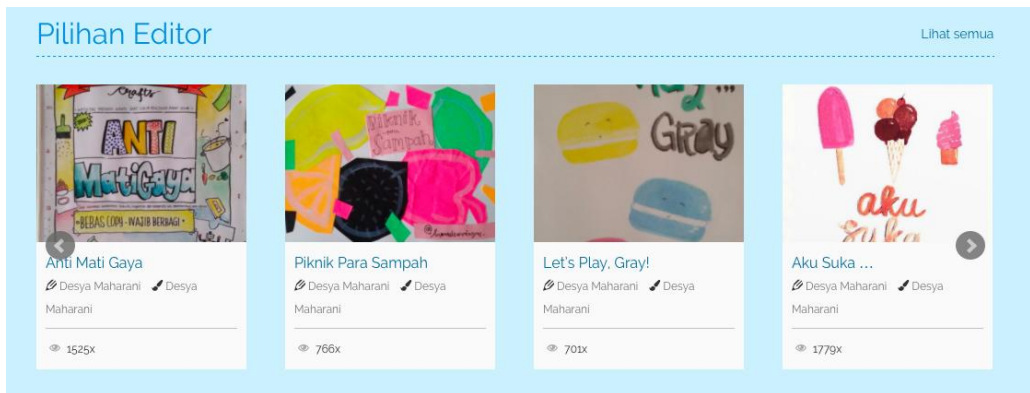 Pilihan Editor
Lihat semua
Crafts
ANTI
MatiGaya
BEBAS COPY - WAJIB BERBAGI
Anti Mati Gaya
Desya Maharani Desya
Maharani
1525x
Piknik
Sampah
Piknik Para Sampah
Desya Maharani Desya
Maharani
766x
Gray
Let's Play, Gray!
Desya Maharani Desya
Maharani
701x
aku
suka
Aku Suka ...
Desya Maharani Desya
Maharani
1779x